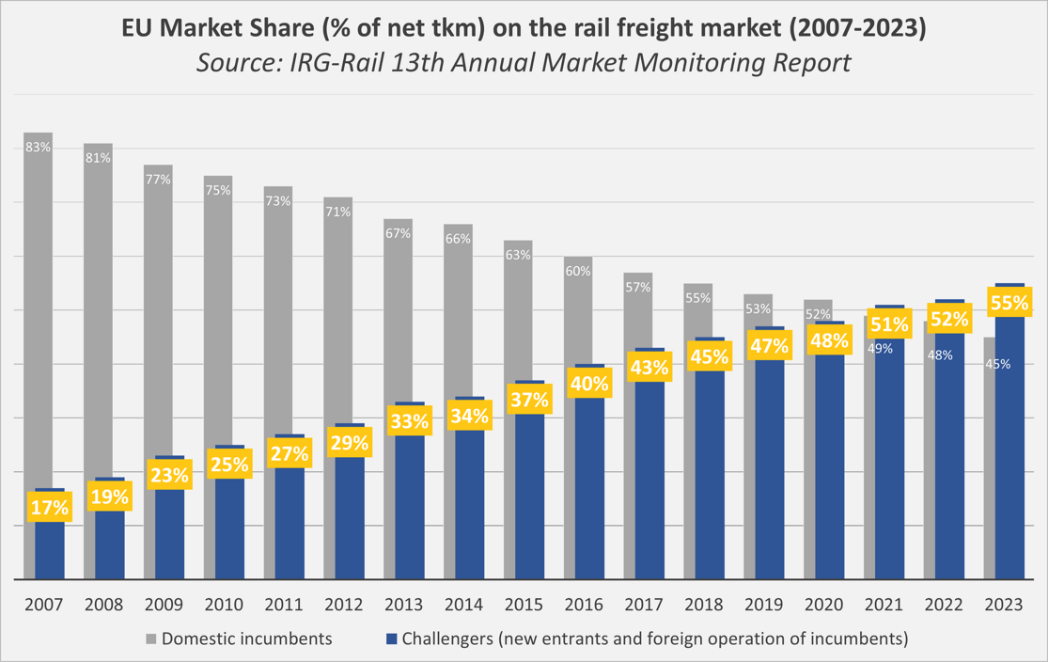 EU Market Share (% of net tkm) on the rail freight market (2007-2023)
Source: IRG-Rail 13th Annual Market Monitoring Report
83% 81% 77% 75% 73% 71% 67% 66% 63% 60% 57% 55% 53% 52% 49% 48% 45%
17% 19% 23% 25% 27% 29% 33% 34% 37% 40% 43% 45% 47% 48% 51% 52% 55%
2007 2008 2009 2010 2011 2012 2013 2014 2015 2016 2017 2018 2019 2020 2021 2022 2023
Domestic incumbents Challengers (new entrants and foreign operation of incumbents)